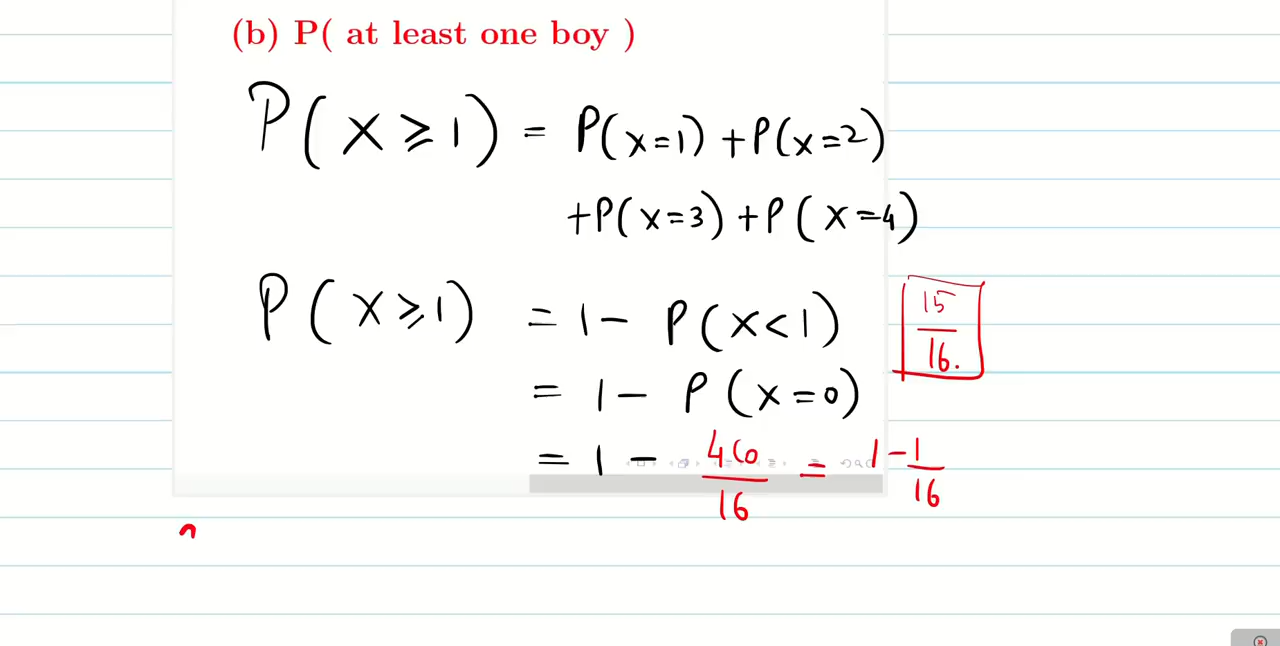 (b) P( at least one boy )
P(X ≥ 1) = P(X=1) + P(X=2)
+P(X=3) + P(X=4)
P(X ≥ 1) = 1 - P(X < 1)
15/16.
= 1 - P(X=0)
= 1 - 4C0/16 = 1 - 1/16